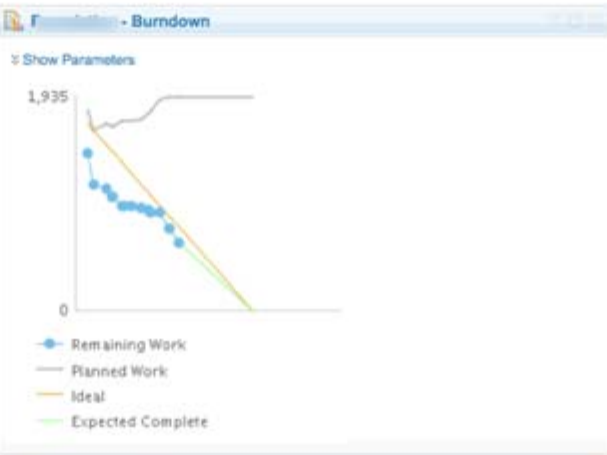 - Burndown
Show Parameters
1,935
0
Remaining Work
Planned Work
Ideal
Expected Complete